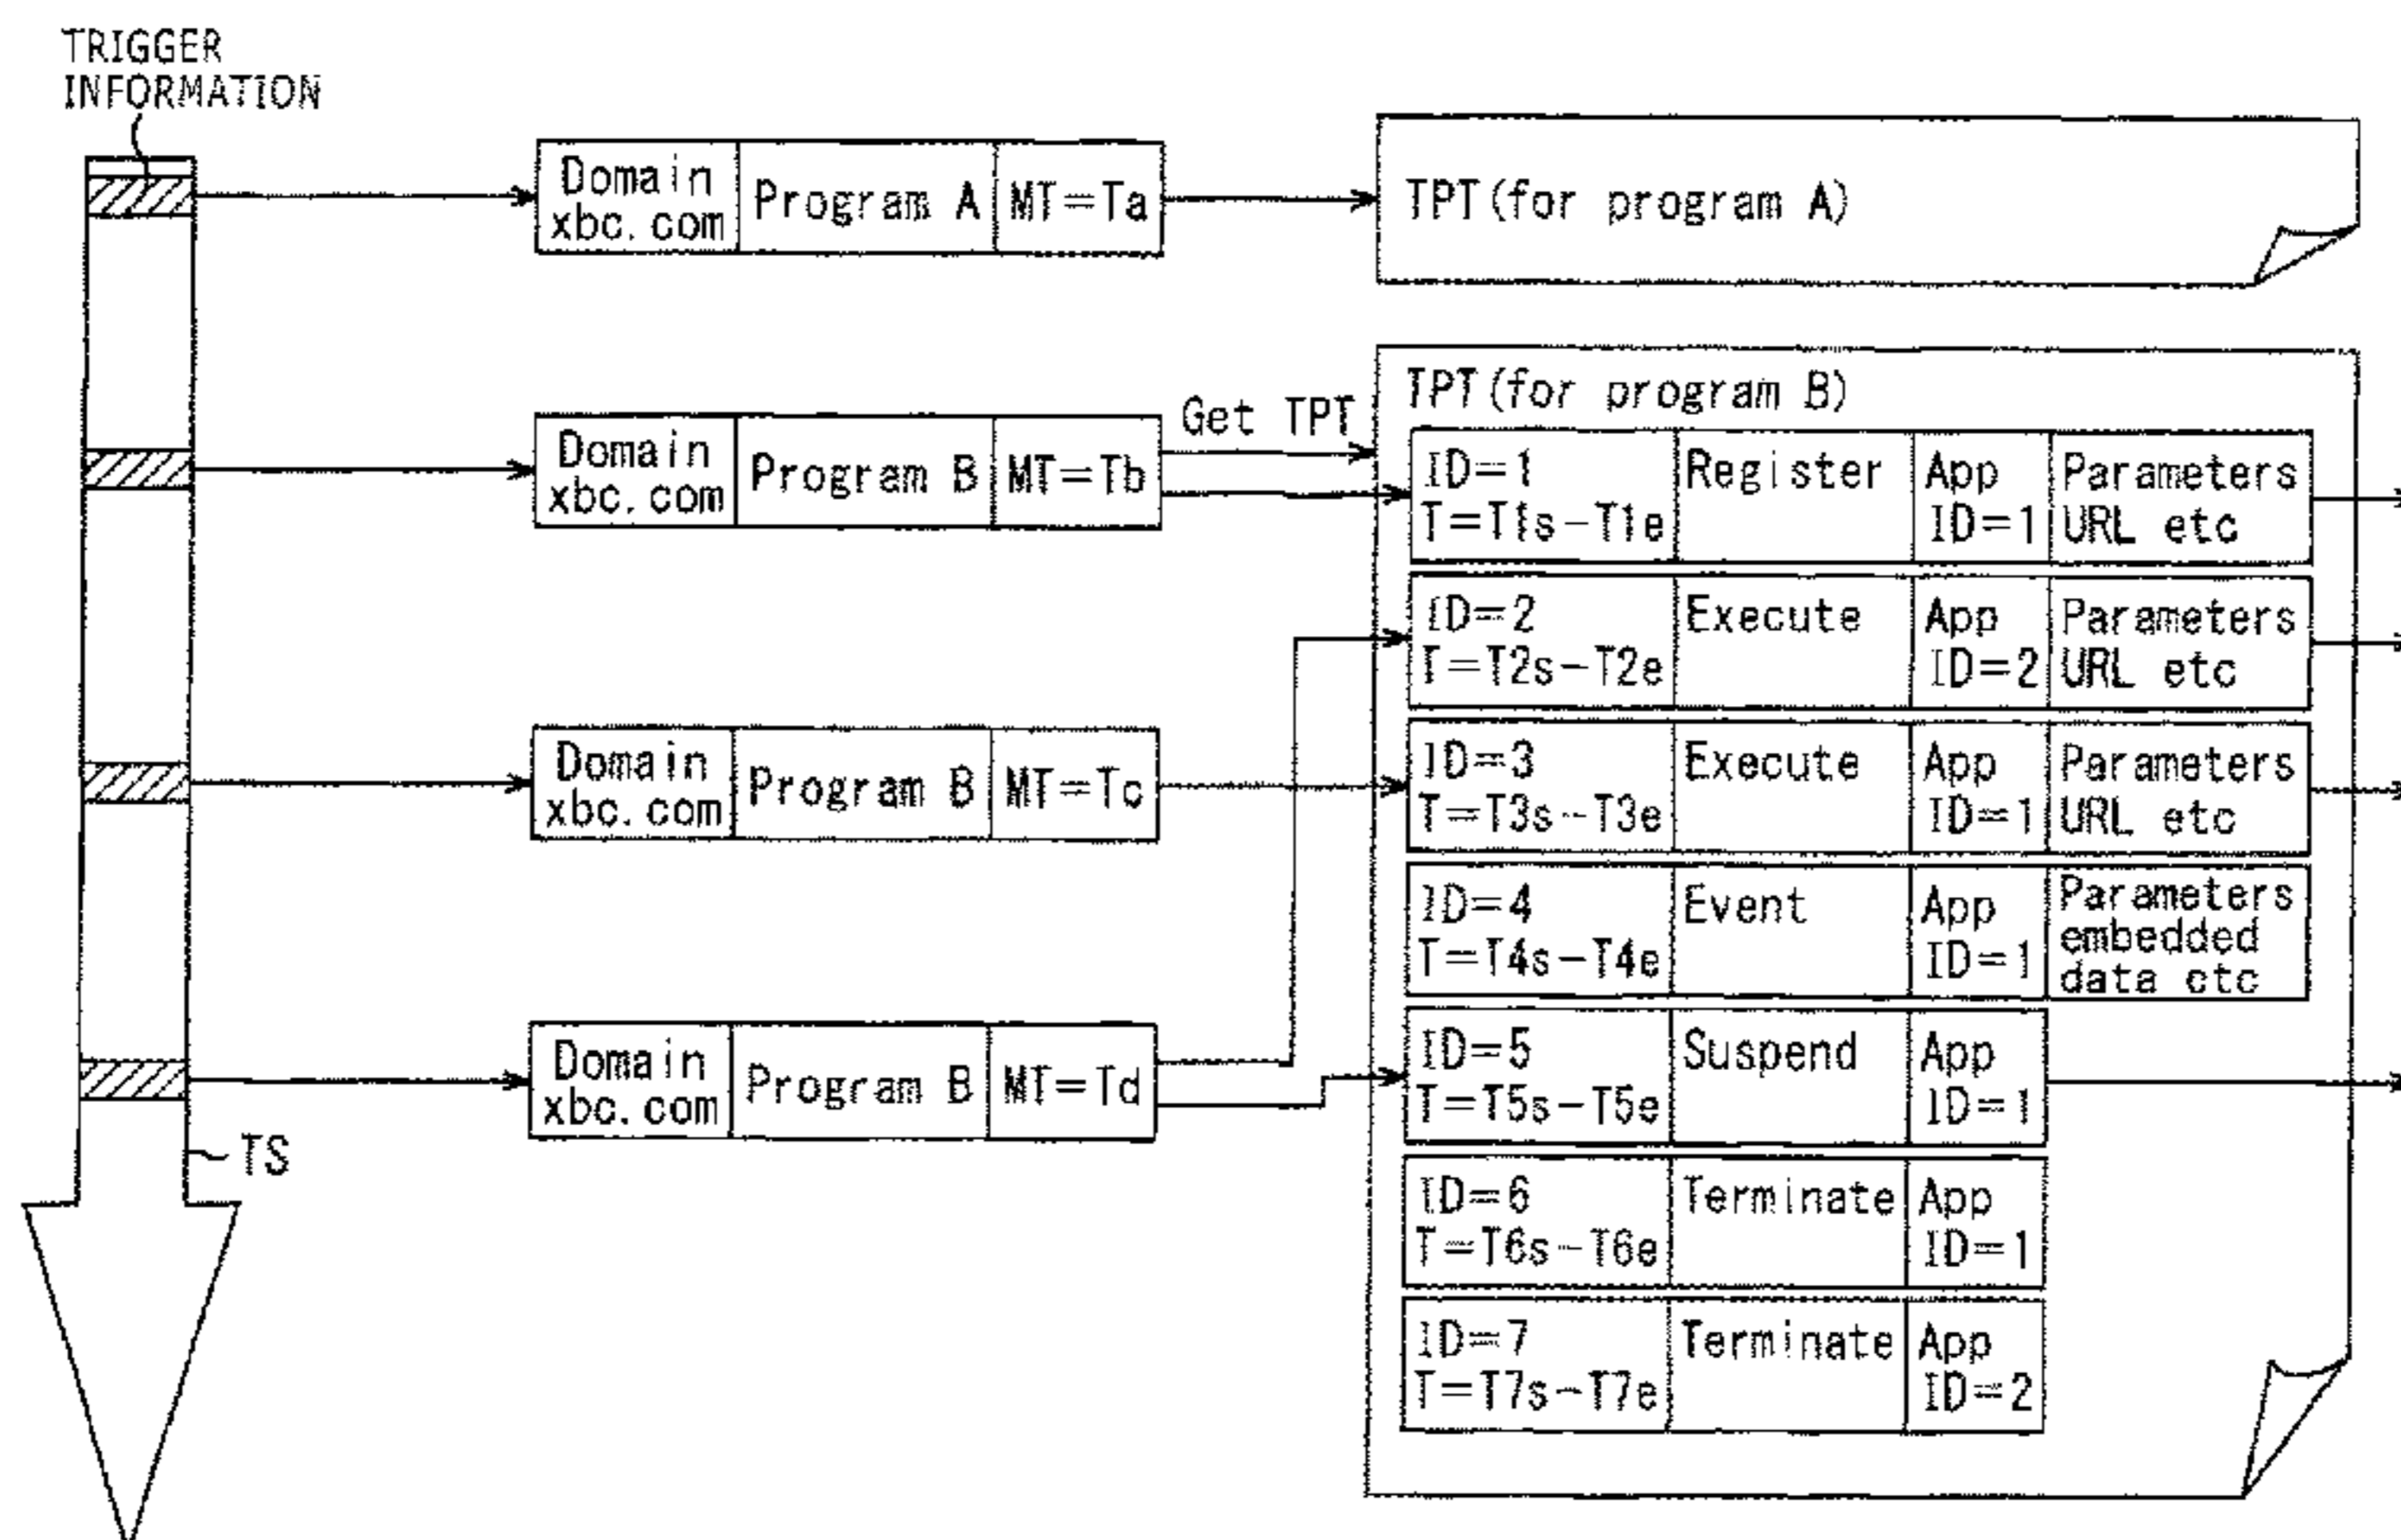 TRIGGER
INFORMATION
Domain
xbc.com
Program A
MT=Ta
TPT(for program A)
Domain
xbc.com
Program B
MT=Tb
Get TPT
TPT(for program B)
ID=1
T=T1s-T1e
Register
App
ID=1
Parameters
URL etc
ID=2
T=T2s-T2e
Execute
App
ID=2
Parameters
URL etc
Domain
xbc.com
Program B
MT=Tc
ID=3
T=T3s-T3e
Execute
App
ID=1
Parameters
URL etc
ID=4
T=T4s-T4e
Event
App
ID=1
Parameters
embedded
data etc
Domain
xbc.com
Program B
MT=Td
ID=5
T=T5s-T5e
Suspend
App
ID=1
TS
ID=6
T=T6s-T6e
Terminate
App
ID=1
ID=7
T=T7s-T7e
Terminate
App
ID=2